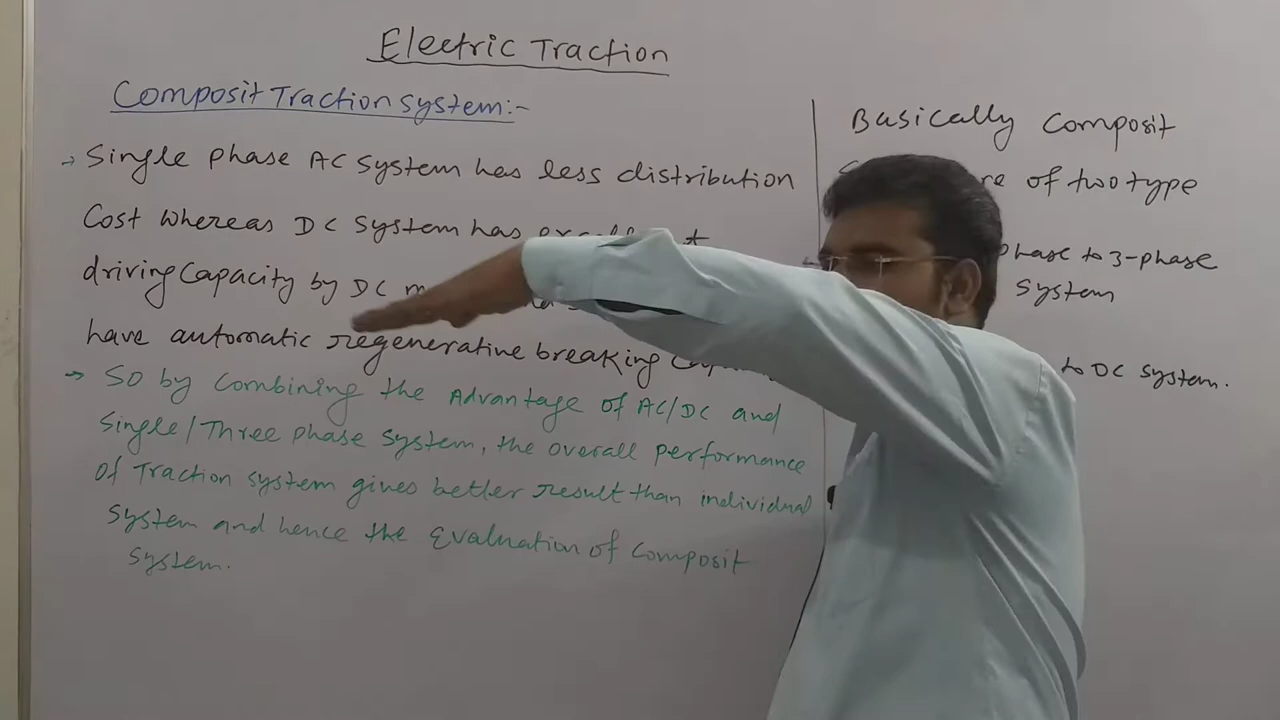 Electric Traction
Composit Traction system:-
→ Single phase AC System has less distribution
Cost whereas DC System has
driving Capacity by DC
have automatic regenerative breaking
→ So by Combining the Advantage of AC/DC and
Single/Three phase System, the overall performance
of Traction system gives better result than individual
System and hence the Evaluation of Composit
System.
Basically Composit
of two type
phase to 3-phase
System
to DC System.